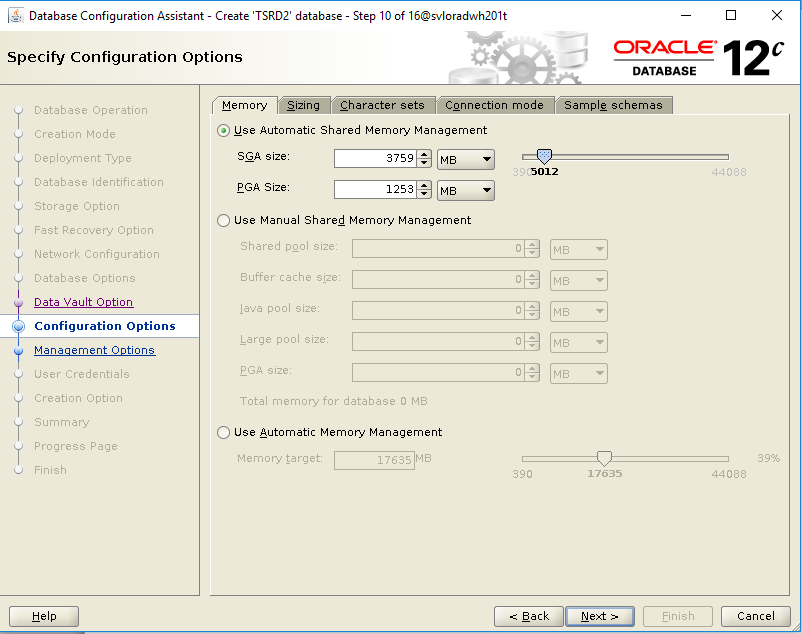 Database Configuration Assistant - Create 'TSRD2' database - Step 10 of 16@svloradwh201t
Specify Configuration Options
ORACLE®
DATABASE
12c
Database Operation
Creation Mode
Deployment Type
Database Identification
Storage Option
Fast Recovery Option
Network Configuration
Database Options
Data Vault Option
Configuration Options
Management Options
User Credentials
Creation Option
Summary
Progress Page
Finish
Memory Sizing Character sets Connection mode Sample schemas
Use Automatic Shared Memory Management
SGA size: 3759 MB
390 5012 44088
PGA Size: 1253 MB
Use Manual Shared Memory Management
Shared pool size: 0 MB
Buffer cache size: 0 MB
Java pool size: 0 MB
Large pool size: 0 MB
PGA size: 0 MB
Total memory for database 0 MB
Use Automatic Memory Management
Memory target: 17635 MB 39%
390 17635 44088
Help < Back Next > Finish Cancel